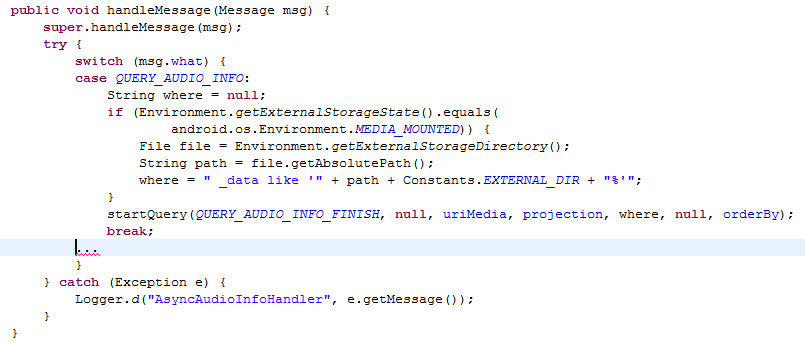 public void handleMessage(Message msg) {
    super.handleMessage(msg);
    try {
        switch (msg.what) {
        case QUERY_AUDIO_INFO:
            String where = null;
            if (Environment.getExternalStorageState().equals(
                    android.os.Environment.MEDIA_MOUNTED)) {
                File file = Environment.getExternalStorageDirectory();
                String path = file.getAbsolutePath();
                where = " _data like '" + path + Constants.EXTERNAL_DIR + "%'";
            }
            startQuery(QUERY_AUDIO_INFO_FINISH, null, uriMedia, projection, where, null, orderBy);
            break;
        ...
        }
    } catch (Exception e) {
        Logger.d("AsyncAudioInfoHandler", e.getMessage());
    }
}